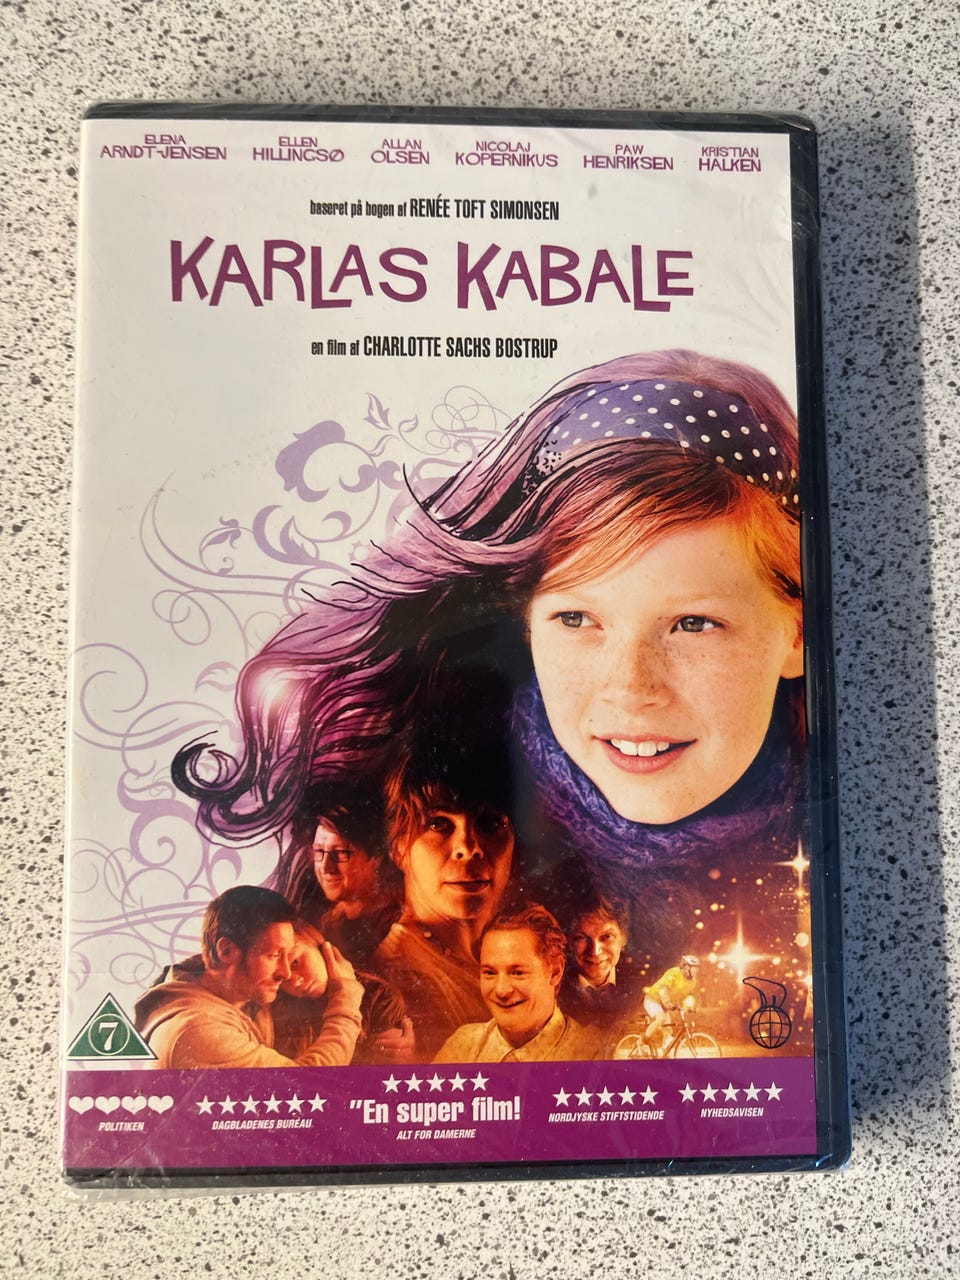 ELENA ARNDT-JENSEN
ELLEN HILLINGSØ
ALLAN OLSEN
NICOLAJ KOPERNIKUS
PAW HENRIKSEN
KRISTIAN HALKEN
baseret på bogen af RENÉE TOFT SIMONSEN
KARLAS KABALE
en film af CHARLOTTE SACHS BOSTRUP
7
POLITIKEN
DAGBLADENES BUREAU
"En super film!
ALT FOR DAMERNE
NORDJYSKE STIFTSTIDENDE
NYHEDSAVISEN